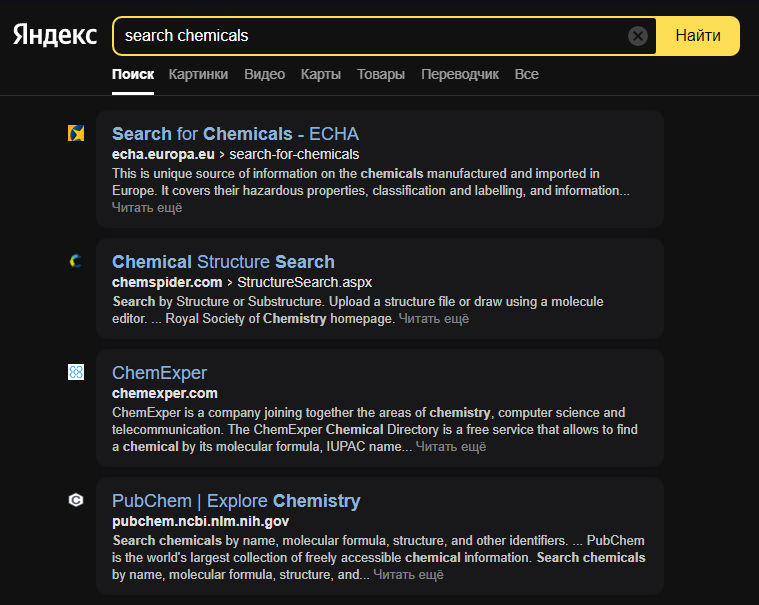 Яндекс
search chemicals
Найти
Поиск Картинки Видео Карты Товары Переводчик Все
Search for Chemicals - ECHA
echa.europa.eu › search-for-chemicals
This is unique source of information on the chemicals manufactured and imported in
Europe. It covers their hazardous properties, classification and labelling, and information...
Читать ещё
Chemical Structure Search
chemspider.com › StructureSearch.aspx
Search by Structure or Substructure. Upload a structure file or draw using a molecule
editor. ... Royal Society of Chemistry homepage. Читать ещё
ChemExper
chemexper.com
ChemExper is a company joining together the areas of chemistry, computer science and
telecommunication. The ChemExper Chemical Directory is a free service that allows to find
a chemical by its molecular formula, IUPAC name... Читать ещё
PubChem | Explore Chemistry
pubchem.ncbi.nlm.nih.gov
Search chemicals by name, molecular formula, structure, and other identifiers. ... PubChem
is the world's largest collection of freely accessible chemical information. Search chemicals
by name, molecular formula, structure, and... Читать ещё